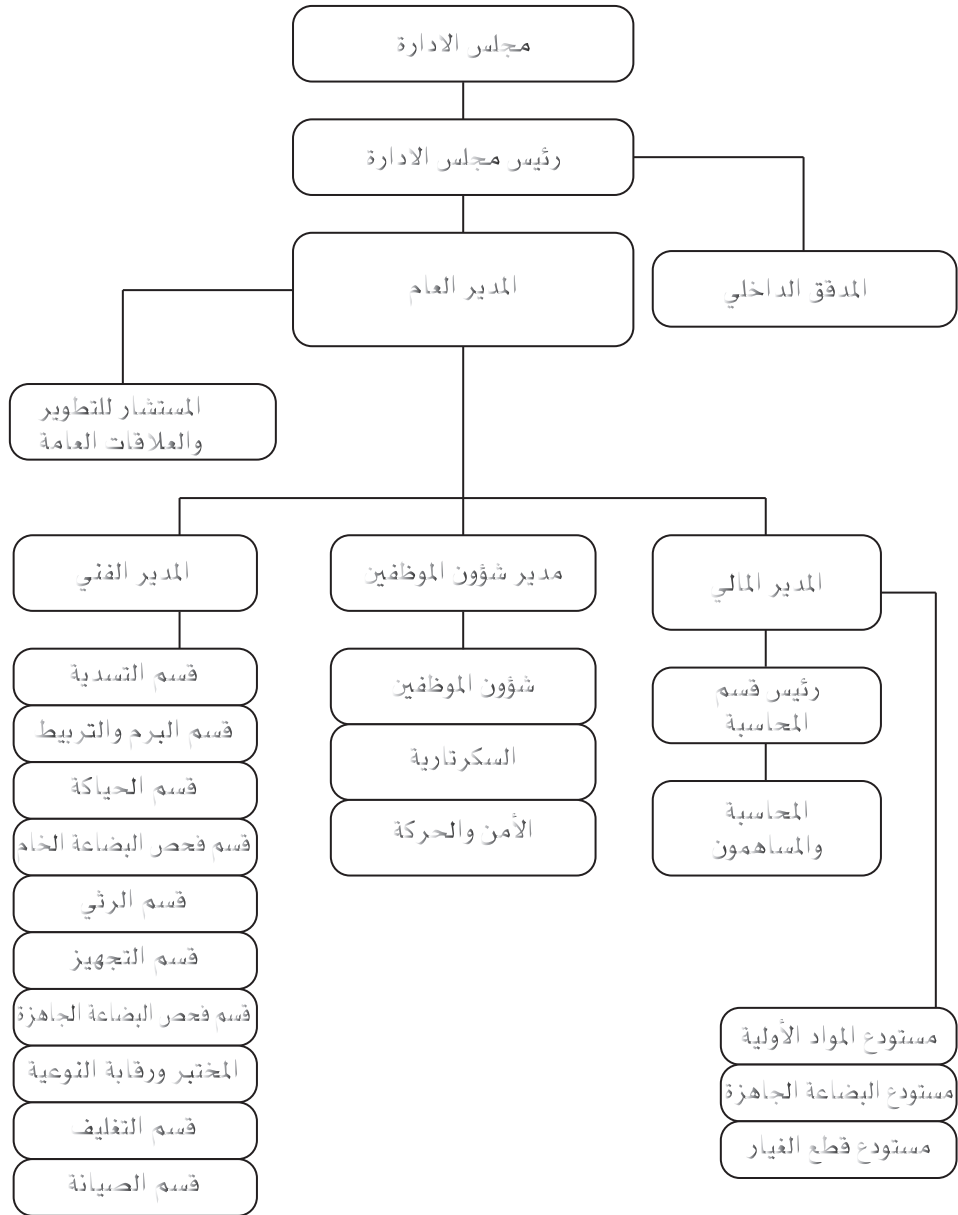 مجلس الادارة
رئيس مجلس الادارة
المدير العام
المدقق الداخلي
المستشار للتطوير
والعلاقات العامة
المدير المالي
رئيس قسم
المحاسبة
المحاسبة
والمساهمون
مستودع المواد الأولية
مستودع البضاعة الجاهزة
مستودع قطع الغيار
مدير شؤون الموظفين
شؤون الموظفين
السكرتارية
الأمن والحركة
المدير الفني
قسم التسدية
قسم البرم والتربيط
قسم الحياكة
قسم فحص البضاعة الخام
قسم الرثي
قسم التجهيز
قسم فحص البضاعة الجاهزة
المختبر ورقابة النوعية
قسم التغليف
قسم الصيانة